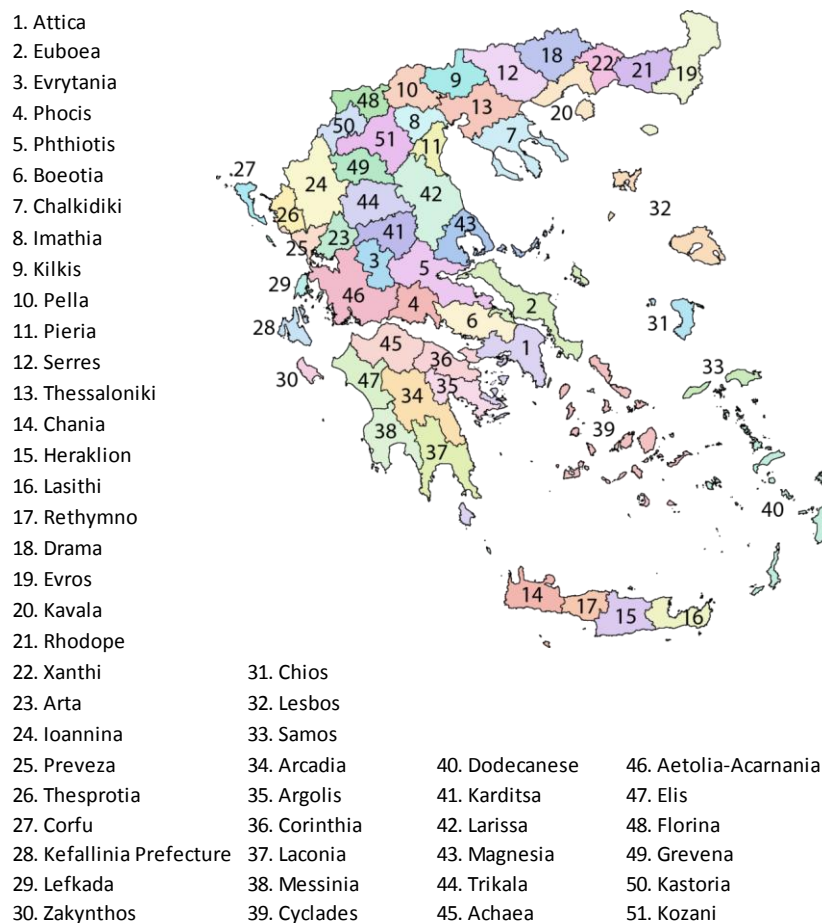 1. Attica
2. Euboea
3. Evrytania
4. Phocis
5. Phthiotis
6. Boeotia
7. Chalkidiki
8. Imathia
9. Kilkis
10. Pella
11. Pieria
12. Serres
13. Thessaloniki
14. Chania
15. Heraklion
16. Lasithi
17. Rethymno
18. Drama
19. Evros
20. Kavala
21. Rhodope
22. Xanthi
23. Arta
24. Ioannina
25. Preveza
26. Thesprotia
27. Corfu
28. Kefallinia Prefecture
29. Lefkada
30. Zakynthos
31. Chios
32. Lesbos
33. Samos
34. Arcadia
35. Argolis
36. Corinthia
37. Laconia
38. Messinia
39. Cyclades
40. Dodecanese
41. Karditsa
42. Larissa
43. Magnesia
44. Trikala
45. Achaea
46. Aetolia-Acarnania
47. Elis
48. Florina
49. Grevena
50. Kastoria
51. Kozani
18
22
21
19
12
9
10
13
20
48
8
50
51
11
7
27
49
24
44
42
32
26
43
41
23
25
3
5
29
46
4
2
28
6
31
1
45
36
30
47
35
33
34
39
38
37
40
14
17
15
16